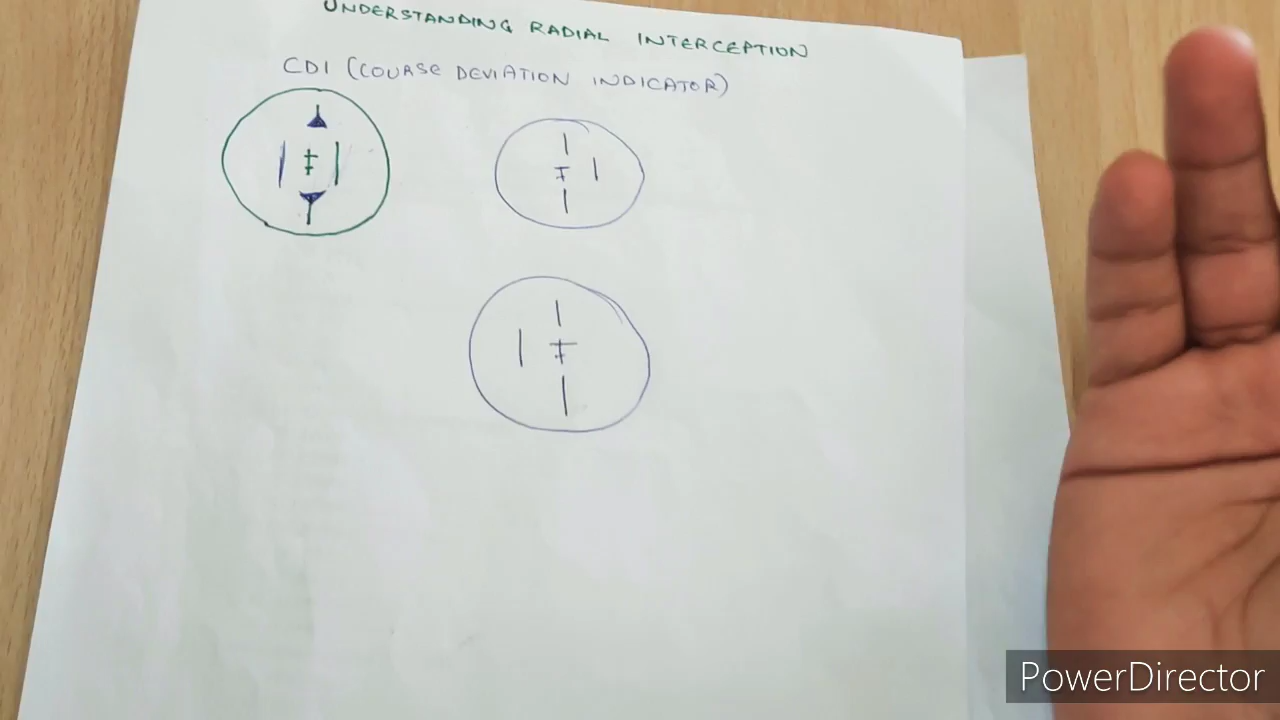 UNDERSTANDING RADIAL INTERCEPTION
CDI (COURSE DEVIATION INDICATOR)
PowerDirector